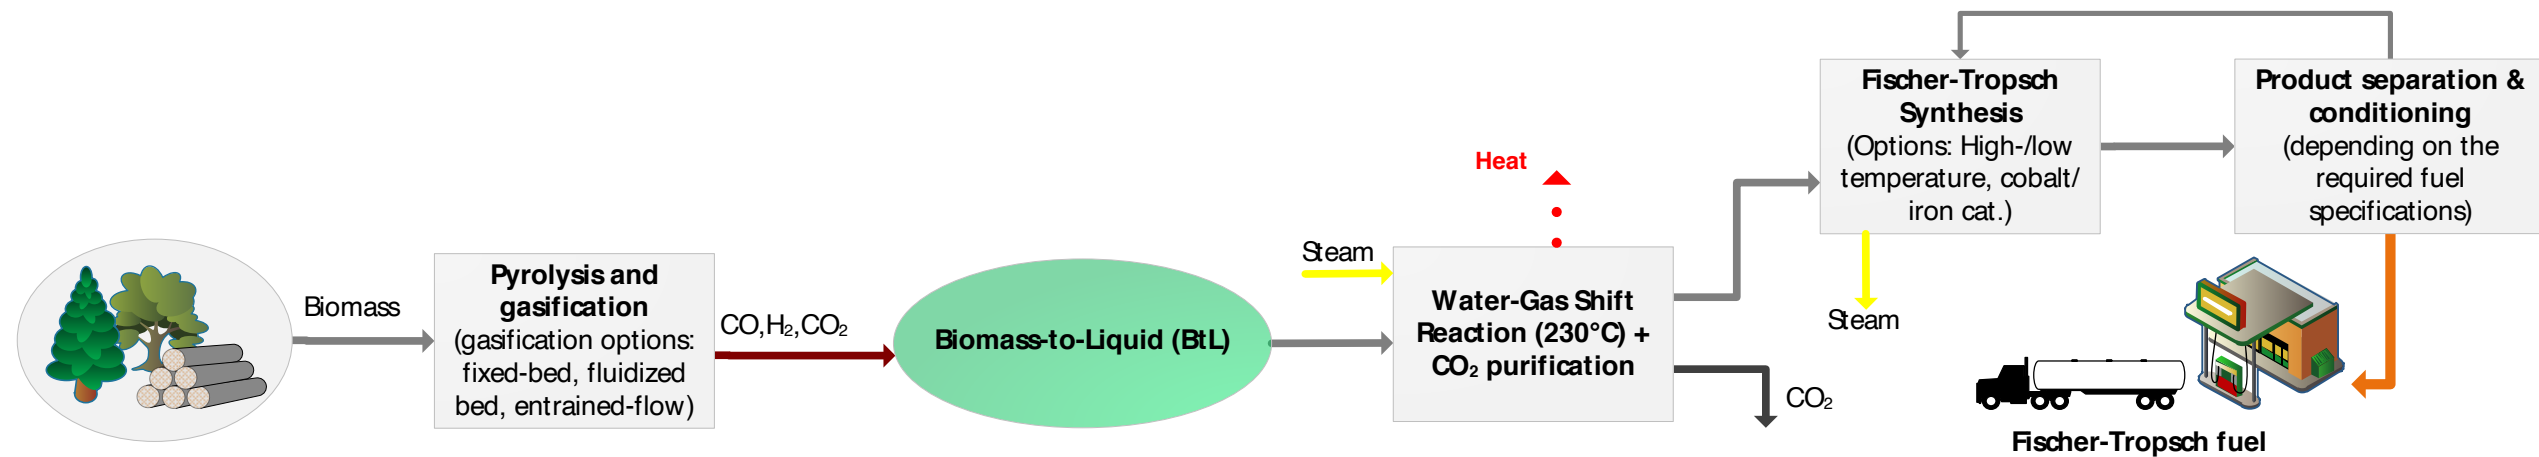 Biomass
Pyrolysis and
gasification
(gasification options:
fixed-bed, fluidized
bed, entrained-flow)
CO,H₂,CO₂
Biomass-to-Liquid (BtL)
Steam
Heat
Water-Gas Shift
Reaction (230°C) +
CO₂ purification
CO₂
Fischer-Tropsch
Synthesis
(Options: High-/low
temperature, cobalt/
iron cat.)
Steam
Product separation &
conditioning
(depending on the
required fuel
specifications)
Fischer-Tropsch fuel